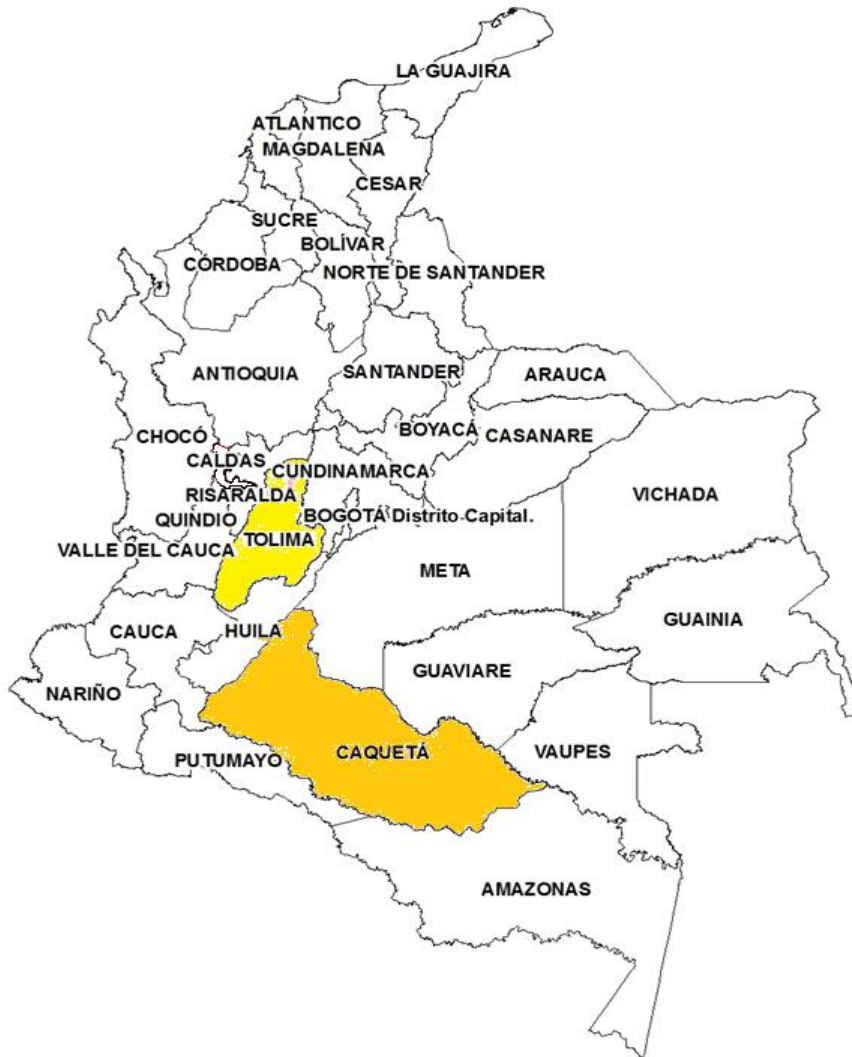 LA GUAJIRA
ATLANTICO
MAGDALENA
CESAR
SUCRE
BOLÍVAR
CÓRDOBA
NORTE DE SANTANDER
ANTIOQUIA
SANTANDER
ARAUCA
CHOCÓ
BOYACÁ
CASANARE
CALDAS
CUNDINAMARCA
RISARALDA
VICHADA
QUINDIO
BOGOTÁ Distrito Capital.
VALLE DEL CAUCA
TOLIMA
META
GUAINIA
CAUCA
HUILA
GUAVIARE
NARIÑO
CAQUETÁ
VAUPES
PUTUMAYO
AMAZONAS